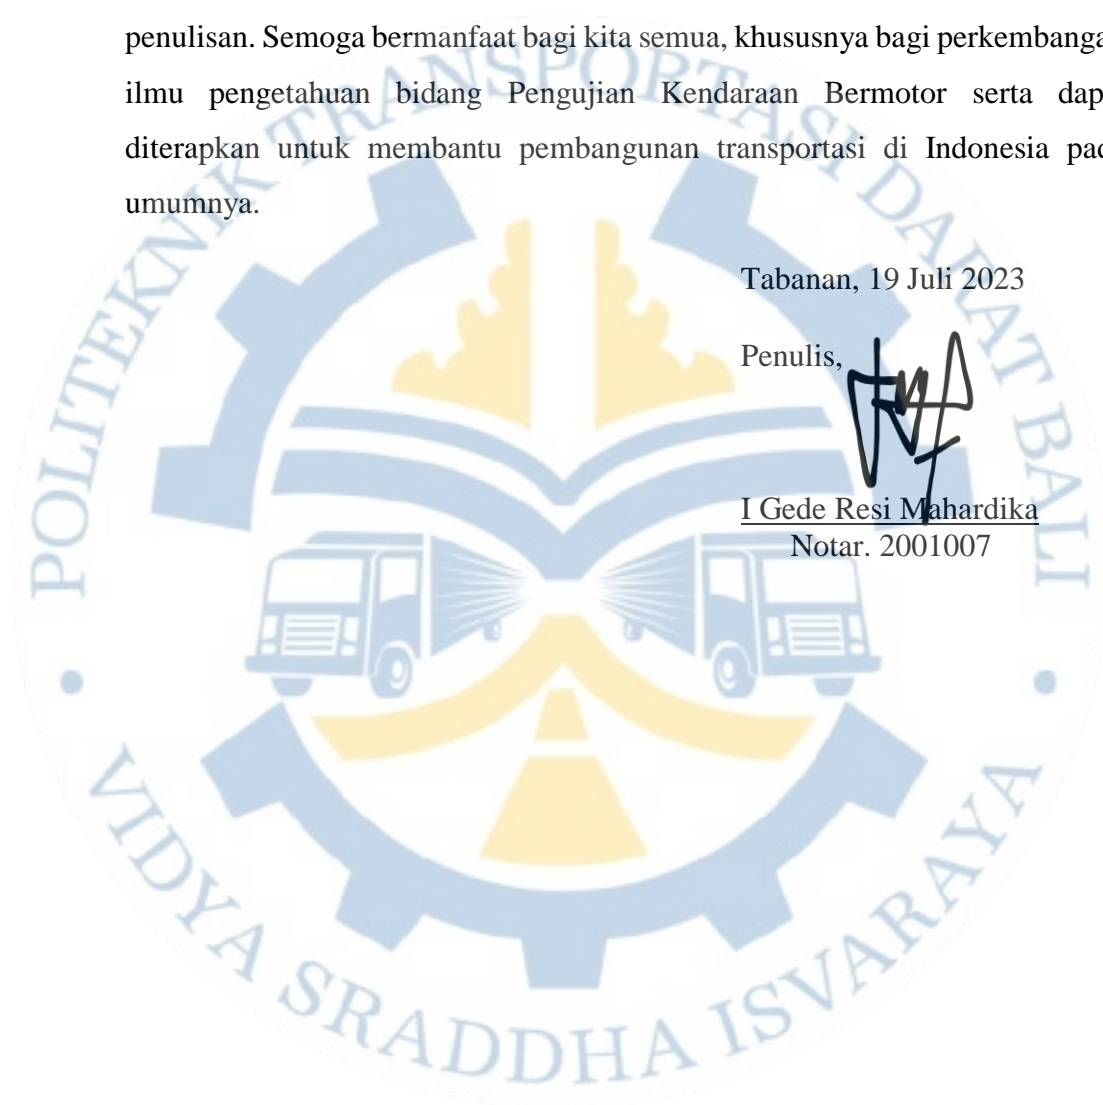 penulisan. Semoga bermanfaat bagi kita semua, khususnya bagi perkembanga
ilmu pengetahuan bidang Pengujian Kendaraan Bermotor serta dap
diterapkan untuk membantu pembangunan transportasi di Indonesia pad
umumnya.
Tabanan, 19 Juli 2023
Penulis,
I Gede Resi Mahardika
Notar. 2001007
POLITEKNIK TRANSPORTASI DARAT BALI
VIDYA SRADDHA ISVARAYA